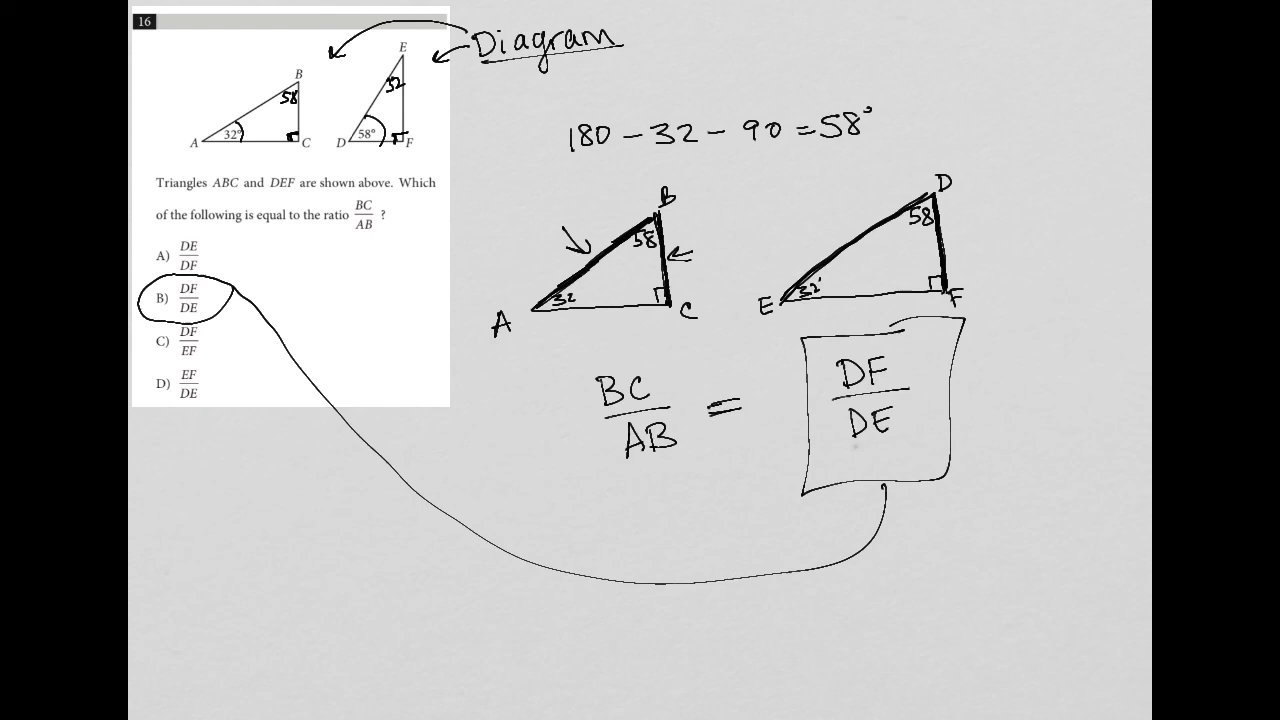 16
Diagram
E
B
58
52
32°
58°
A
C
D
F
180 - 32 - 90 = 58°
Triangles ABC and DEF are shown above. Which
of the following is equal to the ratio BC/AB ?
A) DE/DF
B) DF/DE
C) DF/EF
D) EF/DE
B
58
32
A
C
D
58
32°
E
F
BC/AB = DF/DE